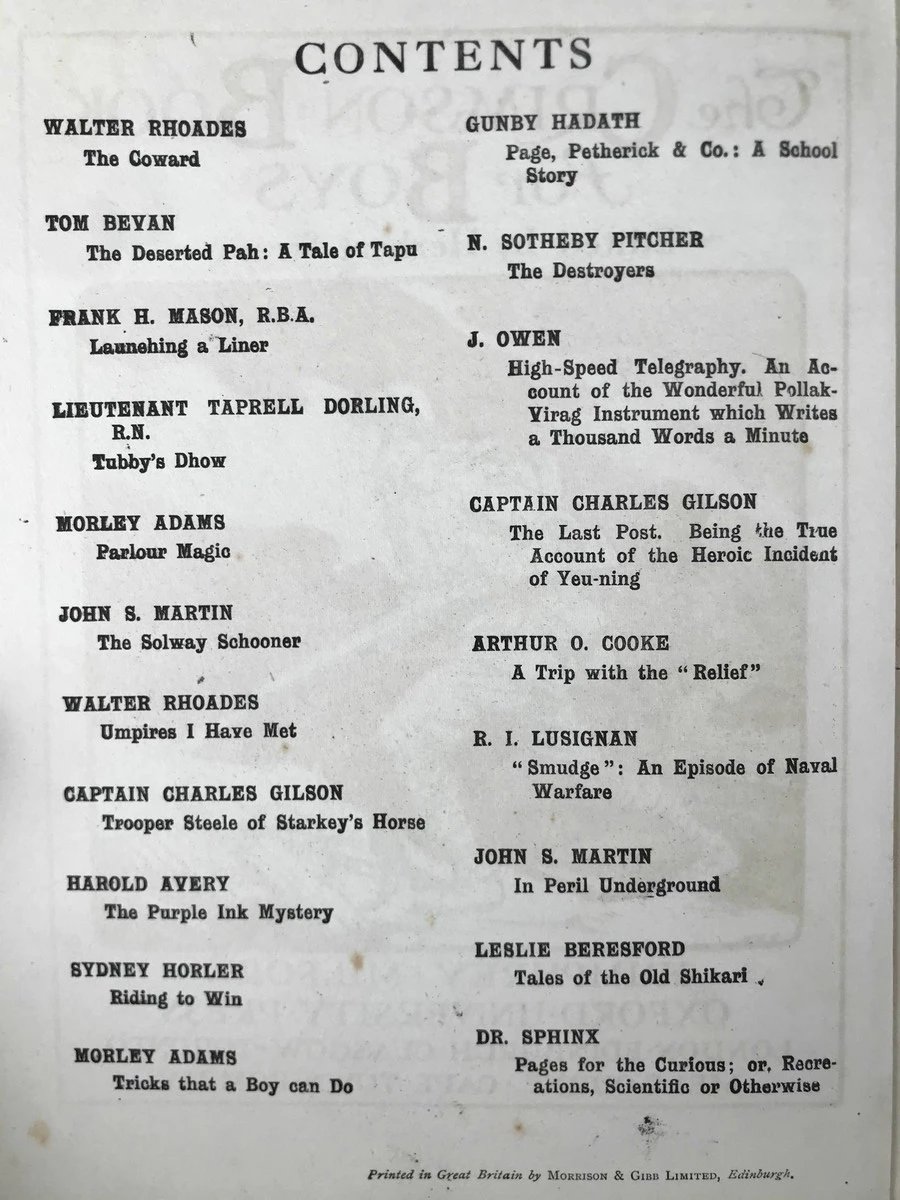 CONTENTS
WALTER RHOADES
The Coward
TOM BEVAN
The Deserted Pah: A Tale of Tapu
FRANK H. MASON, R.B.A.
Launching a Liner
LIEUTENANT TAPRELL DORLING,
R.N.
Tubby's Dhow
MORLEY ADAMS
Parlour Magic
JOHN S. MARTIN
The Solway Schooner
WALTER RHOADES
Umpires I Have Met
CAPTAIN CHARLES GILSON
Trooper Steele of Starkey's Horse
HAROLD AVERY
The Purple Ink Mystery
SYDNEY HORLER
Riding to Win
MORLEY ADAMS
Tricks that a Boy can Do
GUNBY HADATH
Page, Petherick & Co.: A School
Story
N. SOTHEBY PITCHER
The Destroyers
J. OWEN
High-Speed Telegraphy. An Ac-
count of the Wonderful Pollak-
Virag Instrument which Writes
a Thousand Words a Minute
CAPTAIN CHARLES GILSON
The Last Post. Being the True
Account of the Heroic Incident
of Yeu-ning
ARTHUR O. COOKE
A Trip with the "Relief"
R. I. LUSIGNAN
"Smudge": An Episode of Naval
Warfare
JOHN S. MARTIN
In Peril Underground
LESLIE BERESFORD
Tales of the Old Shikari
DR. SPHINX
Pages for the Curious; or, Recre-
ations, Scientific or Otherwise
Printed in Great Britain by MORRISON & GIBB LIMITED, Edinburgh.